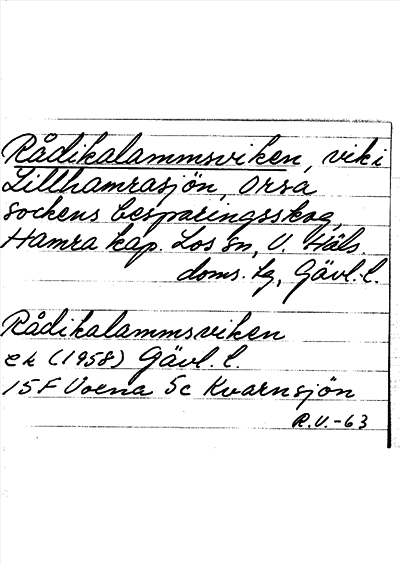 Rådikalammsviken, vik i
Lillhamrasjön, Orsa
sockens besparingsskog,
Hamra kap. Los sn, V. Häls.
doms. tg, Gävl. l.
Rådikalammsviken
ek (1958) Gävl. l.
15F Voxna 5c Kvarnsjön
R.V.-63